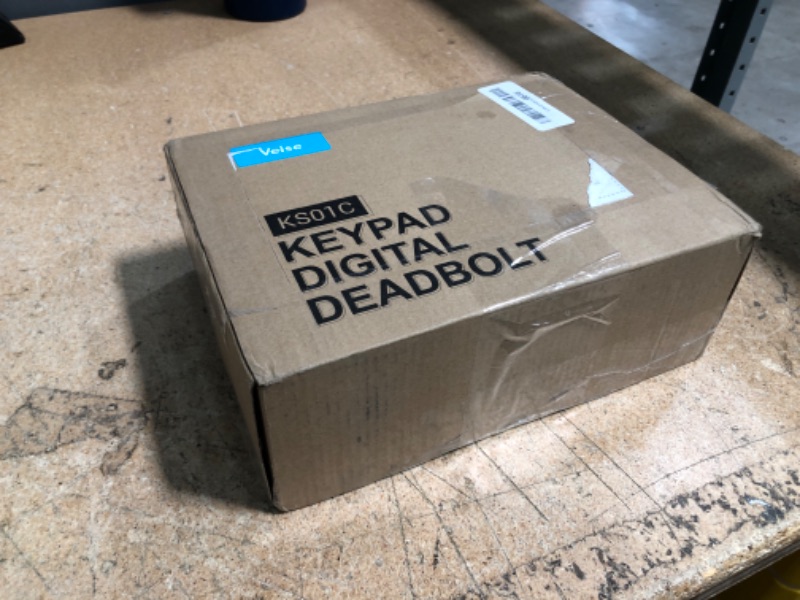 Veise
KS01C
KEYPAD
DIGITAL
DEADBOLT